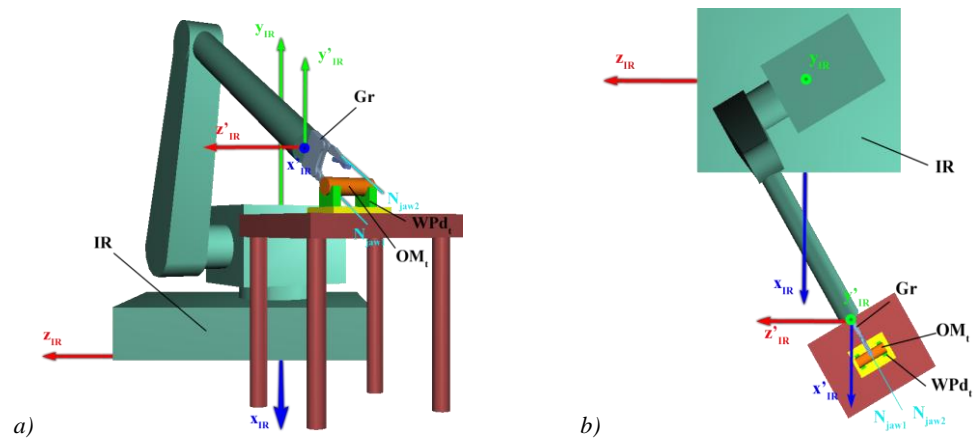 y_IR
y'_IR
Gr
z'_IR
x'_IR
N_jaw2
WPd_t
N_jaw1
OM_t
IR
z_IR
x_IR
a)
z_IR
y_IR
IR
x_IR
y'_IR
Gr
z'_IR
OM_t
x'_IR
WPd_t
N_jaw1 N_jaw2
b)